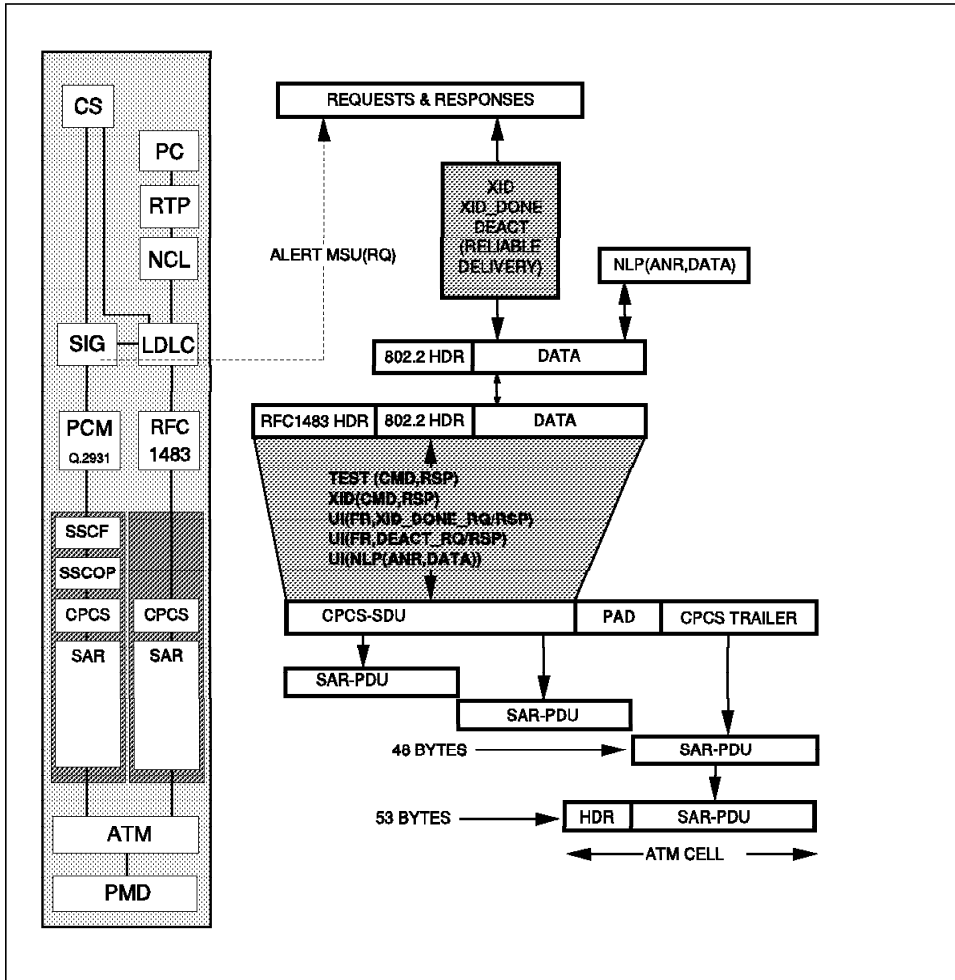 CS
PC
RTP
NCL
SIG
LDLC
PCM
Q.2931
RFC
1483
SSCF
SSCOP
CPCS
CPCS
SAR
SAR
ATM
PMD
REQUESTS & RESPONSES
XID
XID_DONE
DEACT
(RELIABLE
DELIVERY)
ALERT MSU(RQ)
NLP(ANR,DATA)
802.2 HDR
DATA
RFC1483 HDR
802.2 HDR
DATA
TEST (CMD,RSP)
XID(CMD,RSP)
UI(FR,XID_DONE_RQ/RSP)
UI(FR,DEACT_RQ/RSP)
UI(NLP(ANR,DATA))
CPCS-SDU
PAD
CPCS TRAILER
SAR-PDU
SAR-PDU
48 BYTES
SAR-PDU
53 BYTES
HDR
SAR-PDU
ATM CELL